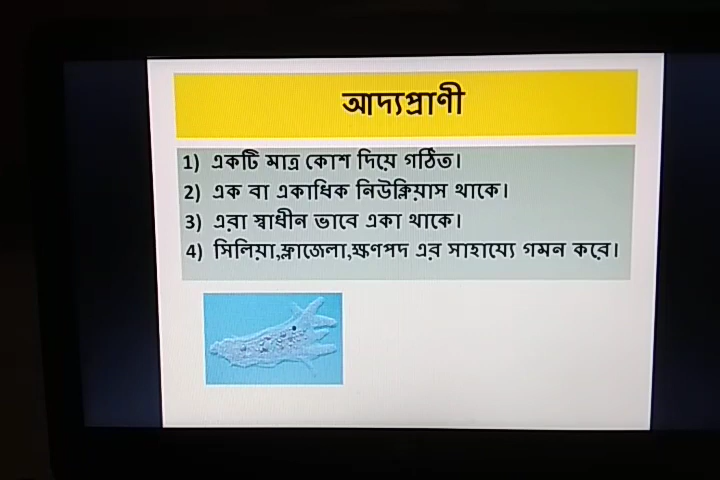 আদ্যপ্রাণী
1) একটি মাত্র কোশ দিয়ে গঠিত।
2) এক বা একাধিক নিউক্লিয়াস থাকে।
3) এরা স্বাধীন ভাবে একা থাকে।
4) সিলিয়া,ফ্লাজেলা,ক্ষণপদ এর সাহায্যে গমন করে।